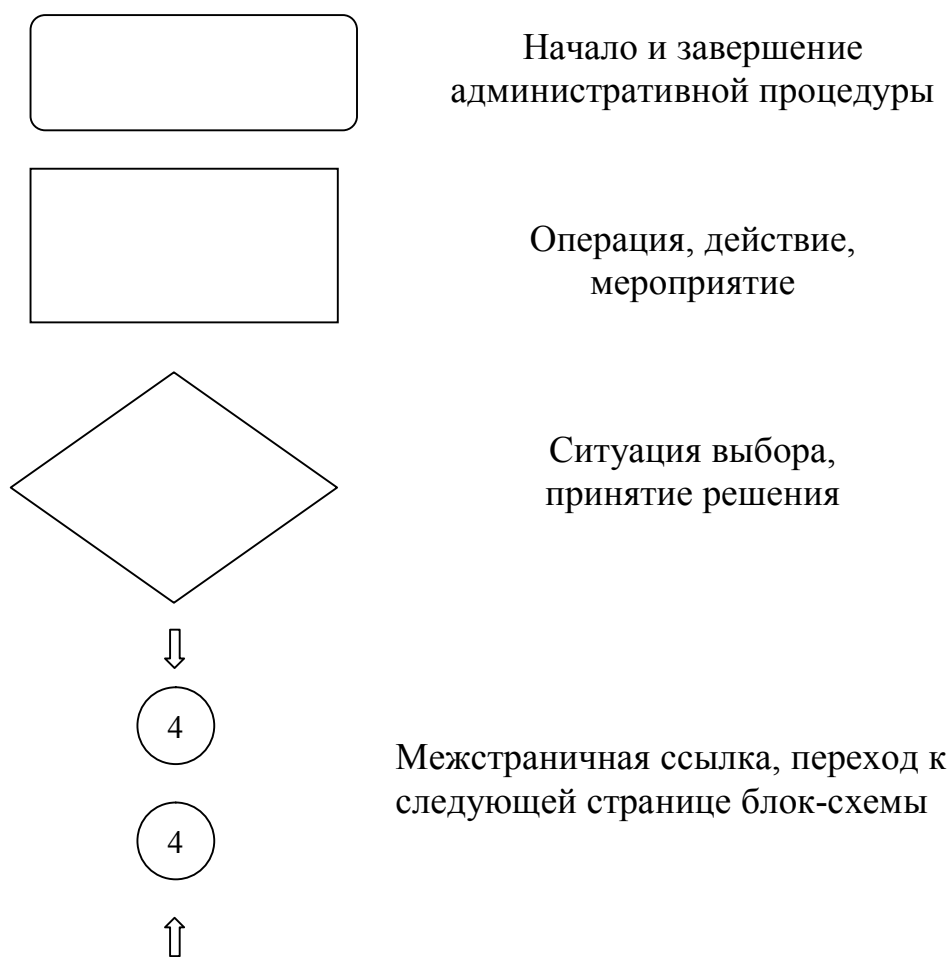 Начало и завершение
административной процедуры
Операция, действие,
мероприятие
Ситуация выбора,
принятие решения
4
Межстраничная ссылка, переход к
следующей странице блок-схемы
4